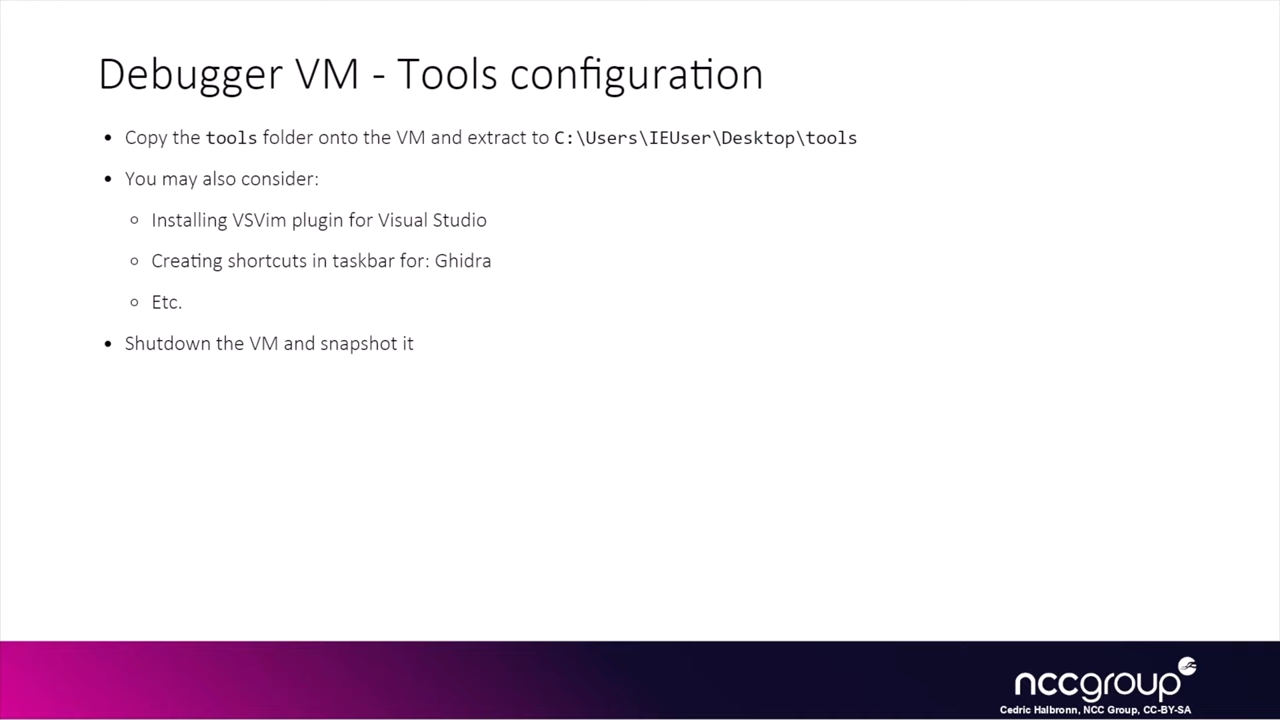 Debugger VM - Tools configuration
• Copy the tools folder onto the VM and extract to C:\Users\IEUser\Desktop\tools
• You may also consider:
○ Installing VSVim plugin for Visual Studio
○ Creating shortcuts in taskbar for: Ghidra
○ Etc.
• Shutdown the VM and snapshot it
nccgroup
Cedric Halbronn, NCC Group, CC-BY-SA